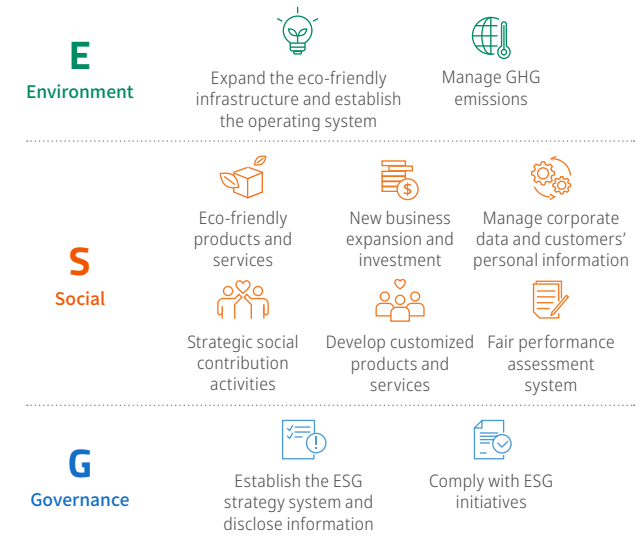 E
Environment
Expand the eco-friendly
infrastructure and establish
the operating system
Manage GHG
emissions
S
Social
Eco-friendly
products and
services
New business
expansion and
investment
Manage corporate
data and customers’
personal information
Strategic social
contribution
activities
Develop customized
products and
services
Fair performance
assessment
system
G
Governance
Establish the ESG
strategy system and
disclose information
Comply with ESG
initiatives